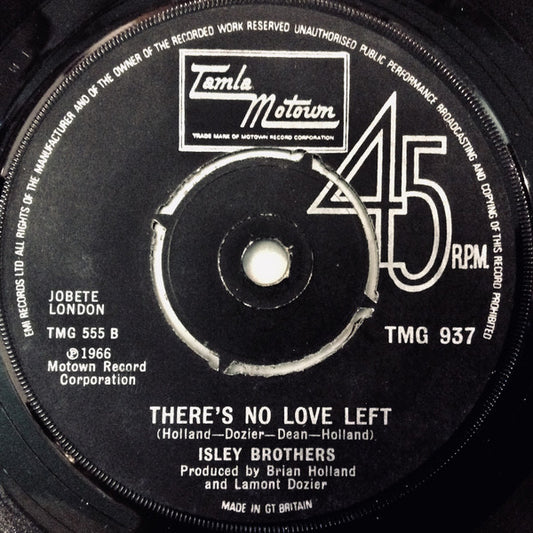 EMI RECORDS LTD ALL RIGHTS OF THE MANUFACTURER AND OF THE OWNER OF THE RECORDED WORK RESERVED UNAUTHORISED PUBLIC PERFORMANCE BROADCASTING AND COPYING OF THIS RECORD PROHIBITED
Tamla
Motown
TRADE MARK OF MOTOWN RECORD CORPORATION
45
R.P.M.
JOBETE
LONDON
TMG 555 B
℗1966
Motown Record
Corporation
TMG 937
THERE'S NO LOVE LEFT
(Holland—Dozier—Dean—Holland)
ISLEY BROTHERS
Produced by Brian Holland
and Lamont Dozier
MADE IN GT BRITAIN